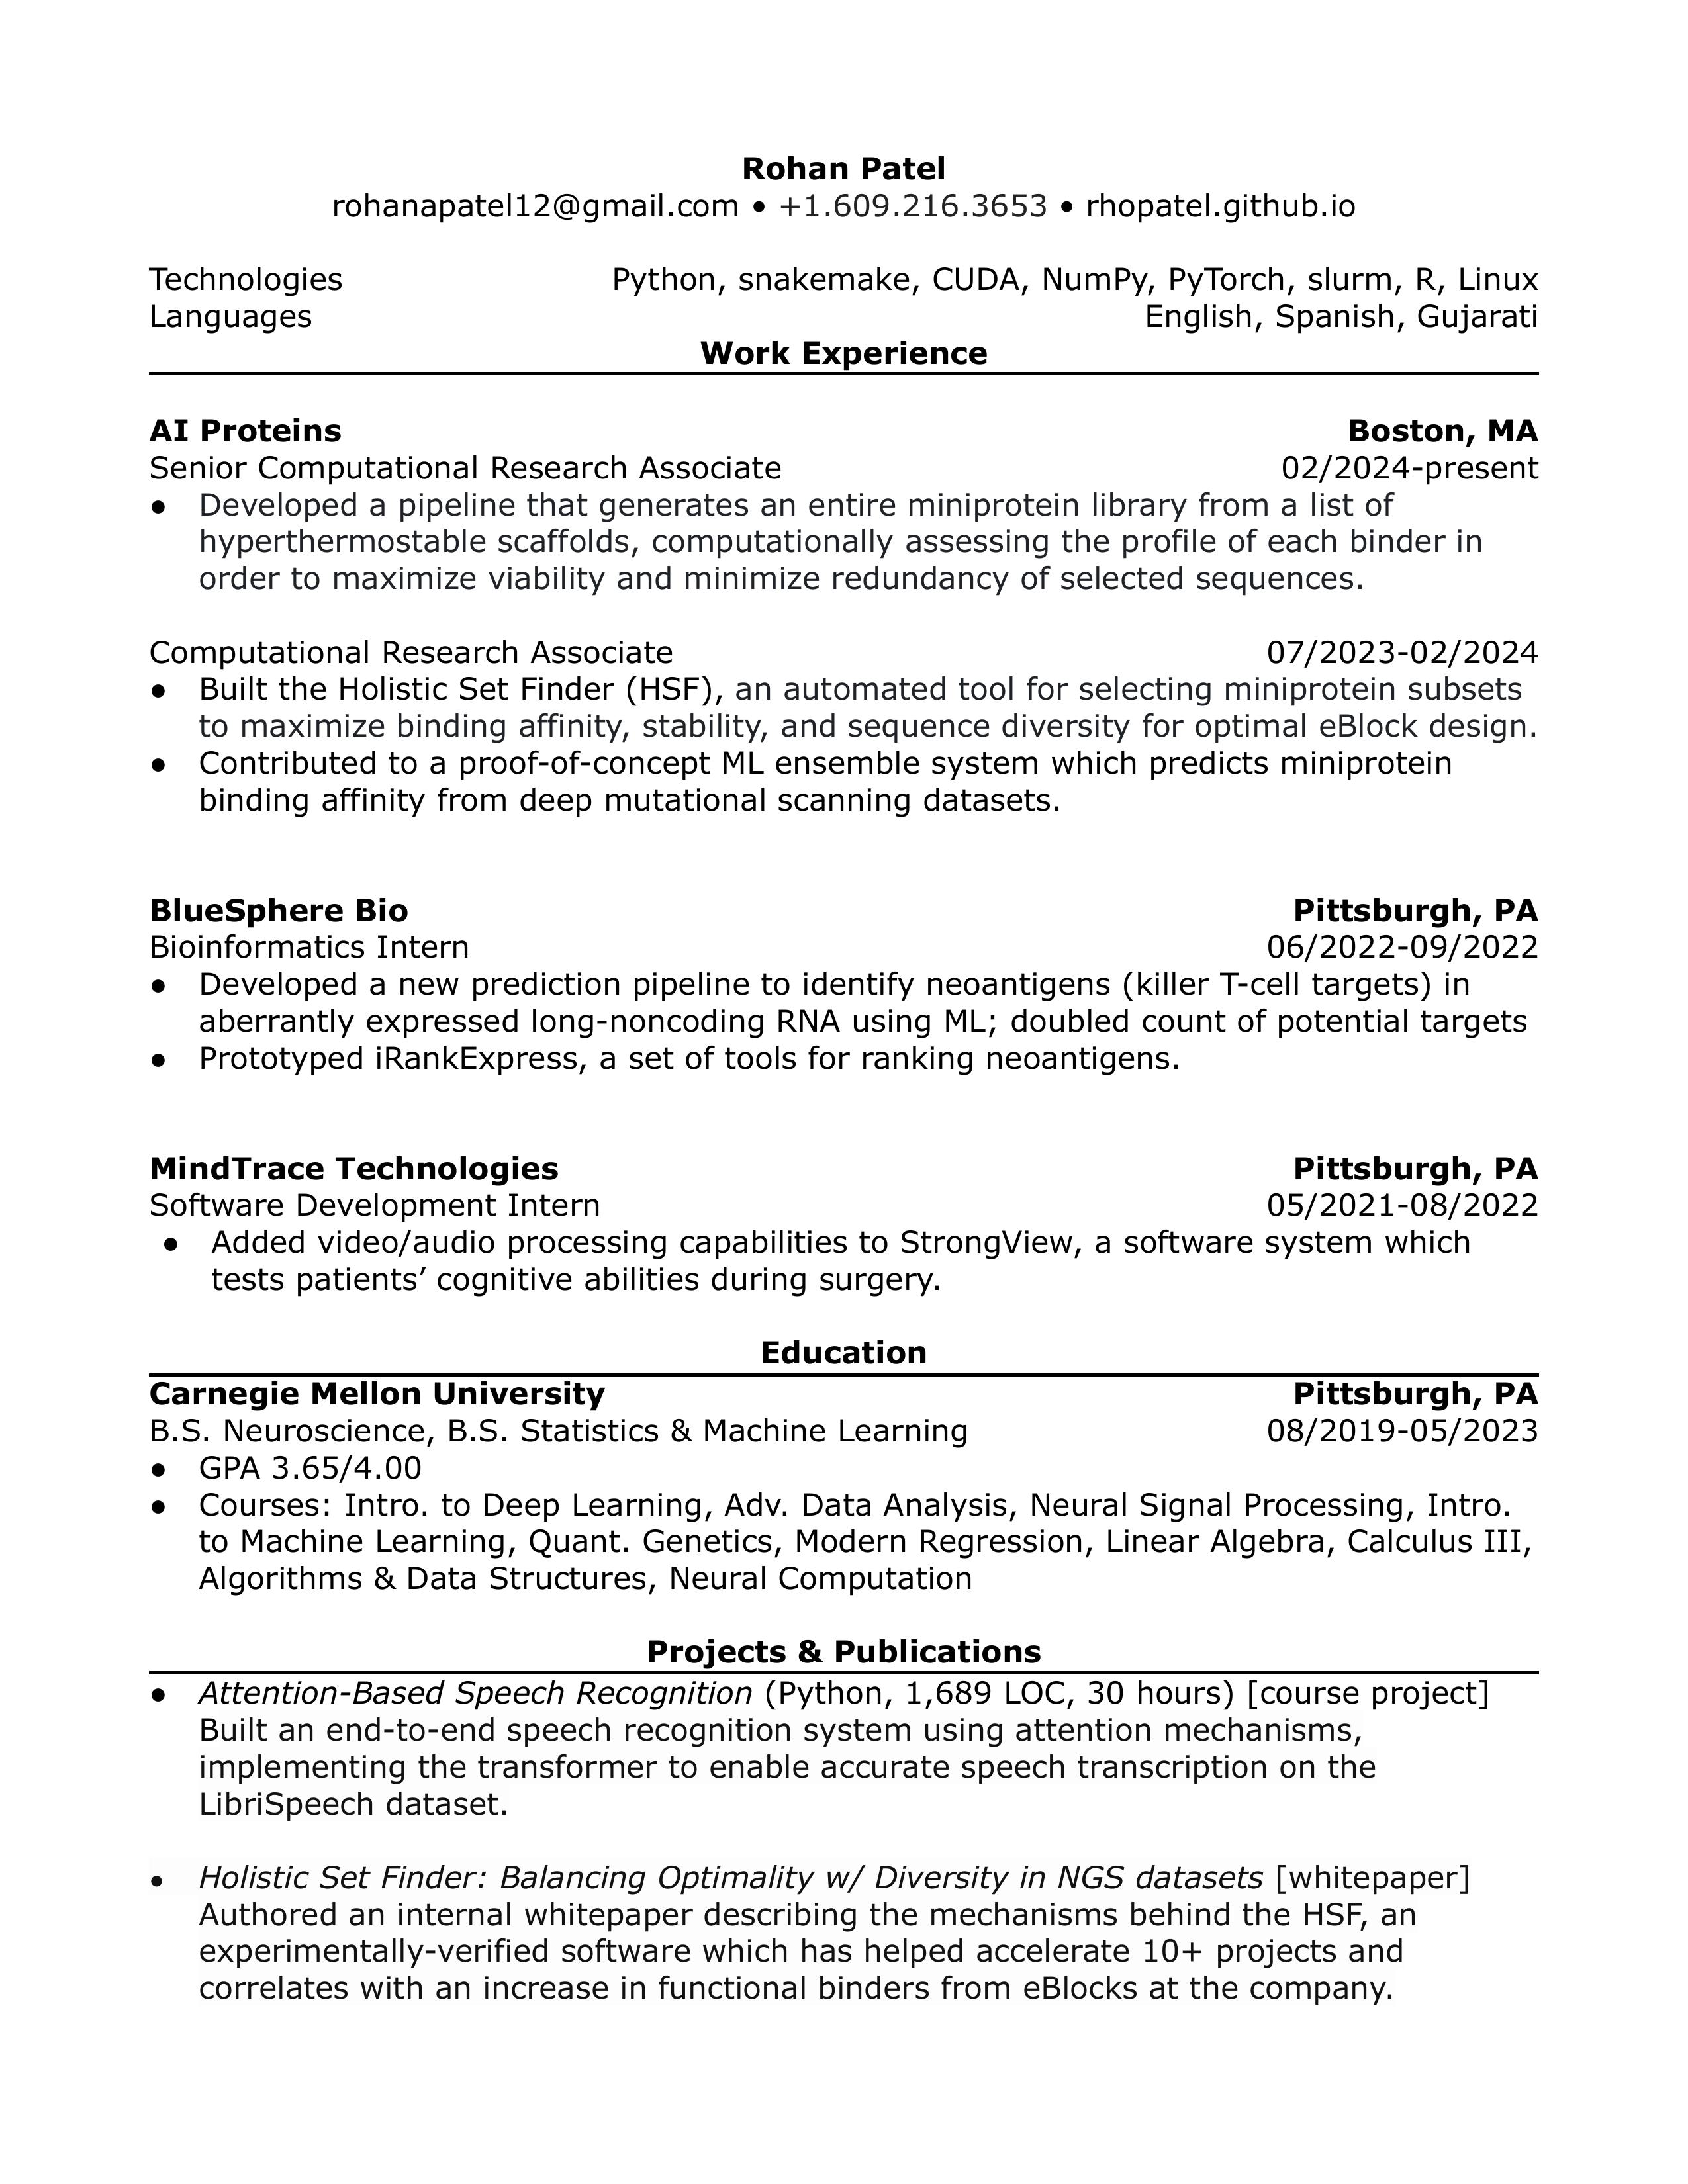 Rohan Patel
rohanapatel12@gmail.com • +1.609.216.3653 • rhopatel.github.io
Technologies Python, snakemake, CUDA, NumPy, PyTorch, slurm, R, Linux
Languages English, Spanish, Gujarati
Work Experience
AI Proteins Boston, MA
Senior Computational Research Associate 02/2024-present
● Developed a pipeline that generates an entire miniprotein library from a list of
hyperthermostable scaffolds, computationally assessing the profile of each binder in
order to maximize viability and minimize redundancy of selected sequences.
Computational Research Associate 07/2023-02/2024
● Built the Holistic Set Finder (HSF), an automated tool for selecting miniprotein subsets
to maximize binding affinity, stability, and sequence diversity for optimal eBlock design.
● Contributed to a proof-of-concept ML ensemble system which predicts miniprotein
binding affinity from deep mutational scanning datasets.
BlueSphere Bio Pittsburgh, PA
Bioinformatics Intern 06/2022-09/2022
● Developed a new prediction pipeline to identify neoantigens (killer T-cell targets) in
aberrantly expressed long-noncoding RNA using ML; doubled count of potential targets
● Prototyped iRankExpress, a set of tools for ranking neoantigens.
MindTrace Technologies Pittsburgh, PA
Software Development Intern 05/2021-08/2022
● Added video/audio processing capabilities to StrongView, a software system which
tests patients’ cognitive abilities during surgery.
Education
Carnegie Mellon University Pittsburgh, PA
B.S. Neuroscience, B.S. Statistics & Machine Learning 08/2019-05/2023
● GPA 3.65/4.00
● Courses: Intro. to Deep Learning, Adv. Data Analysis, Neural Signal Processing, Intro.
to Machine Learning, Quant. Genetics, Modern Regression, Linear Algebra, Calculus III,
Algorithms & Data Structures, Neural Computation
Projects & Publications
● Attention-Based Speech Recognition (Python, 1,689 LOC, 30 hours) [course project]
Built an end-to-end speech recognition system using attention mechanisms,
implementing the transformer to enable accurate speech transcription on the
LibriSpeech dataset.
● Holistic Set Finder: Balancing Optimality w/ Diversity in NGS datasets [whitepaper]
Authored an internal whitepaper describing the mechanisms behind the HSF, an
experimentally-verified software which has helped accelerate 10+ projects and
correlates with an increase in functional binders from eBlocks at the company.